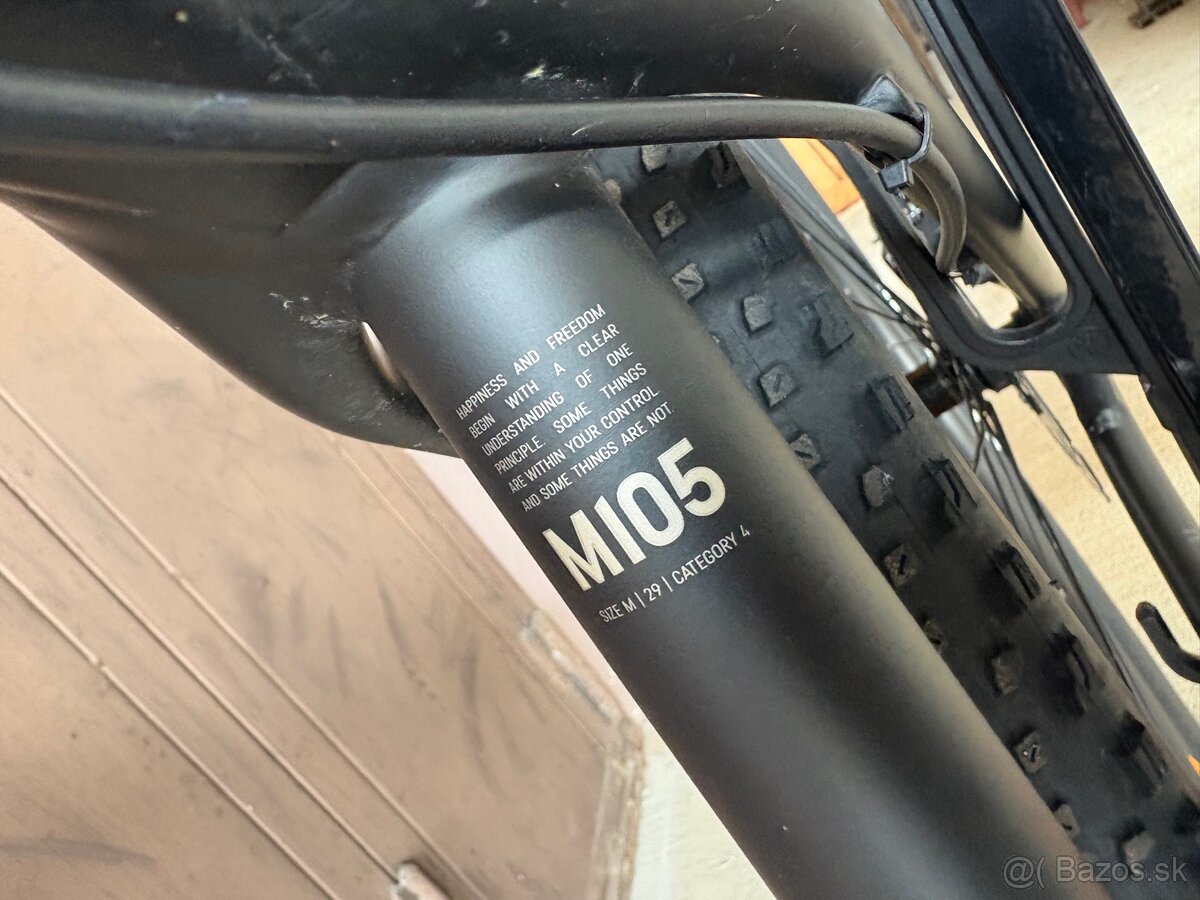 HAPPINESS AND FREEDOM
BEGIN WITH A CLEAR
UNDERSTANDING OF ONE
PRINCIPLE. SOME THINGS
ARE WITHIN YOUR CONTROL.
AND SOME THINGS ARE NOT.
M105
SIZE M | 29 | CATEGORY 4
@( Bazos.sk